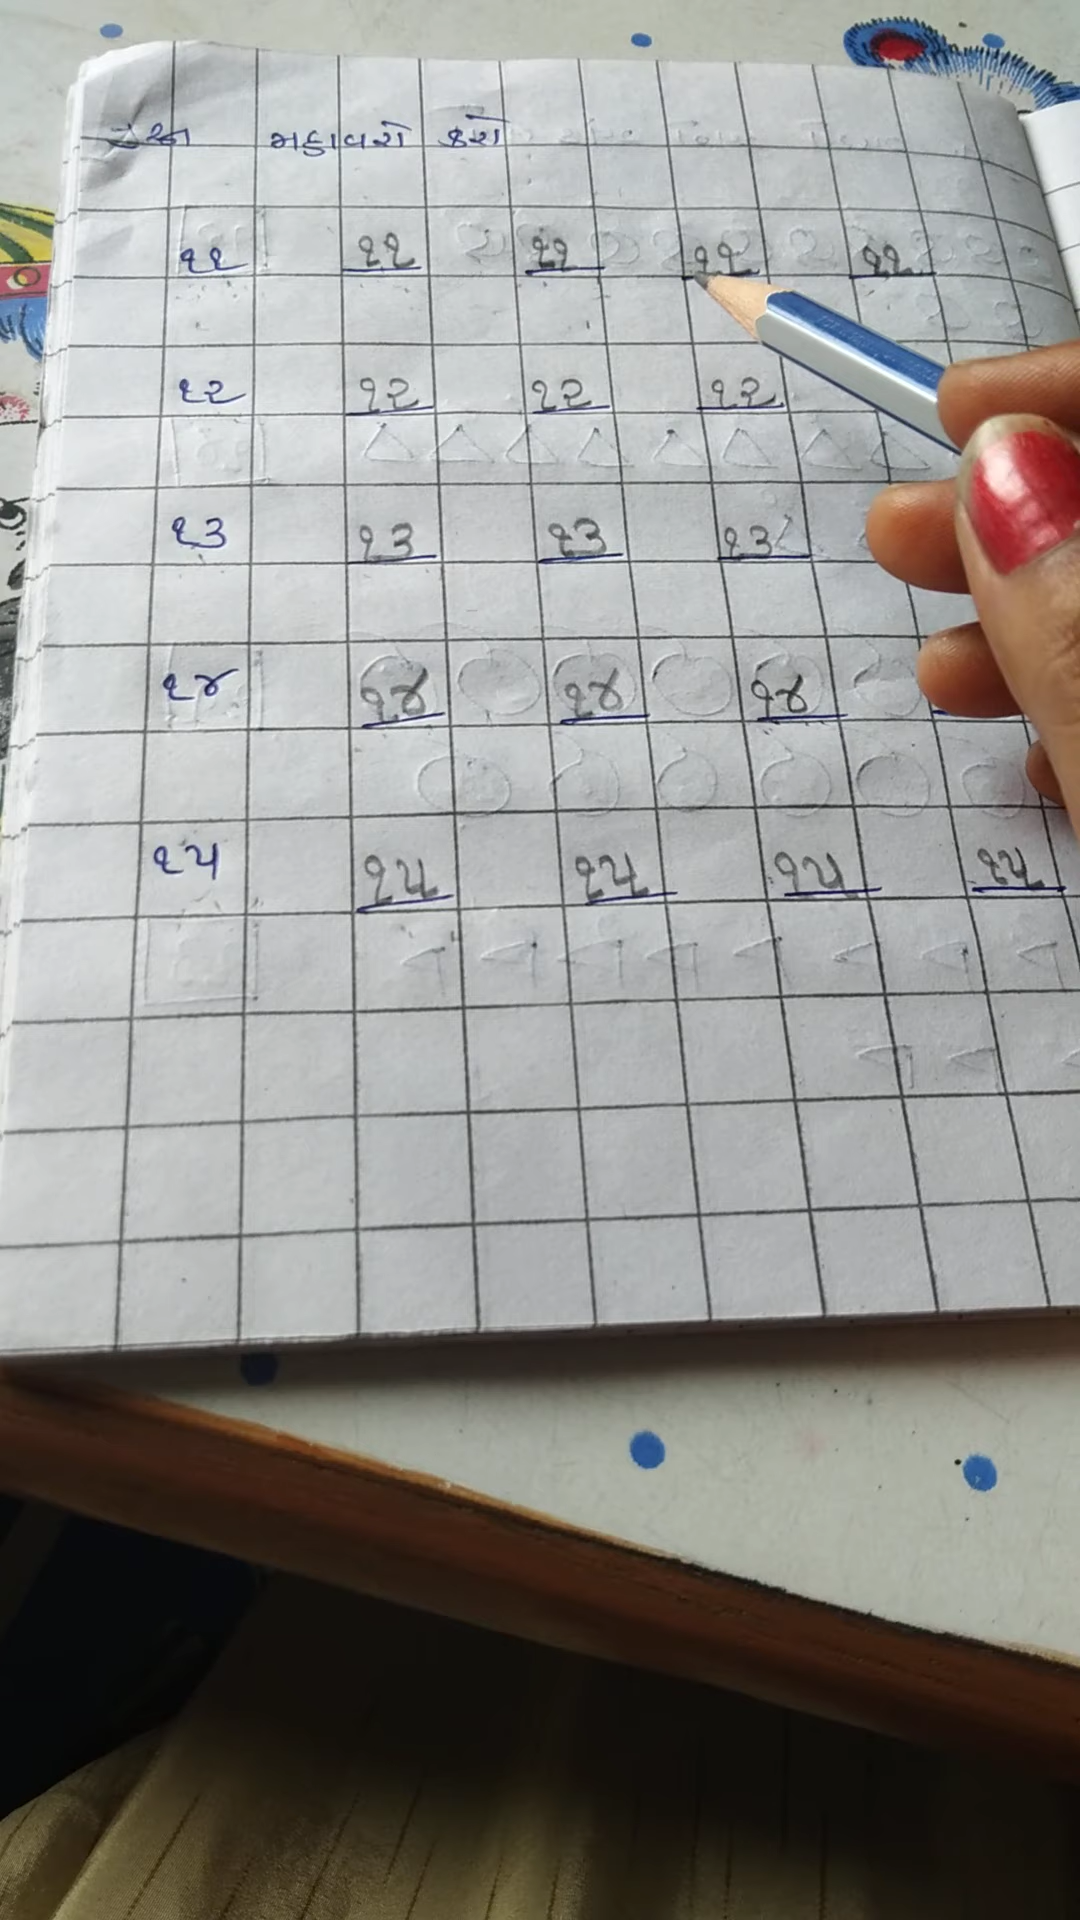 મહાવરો કરો
૧૧ ૧૧ ૧૧ ૧૧ ૧૧
૧૨ ૧૨ ૧૨ ૧૨
૧૩ ૧૩ ૧૩ ૧૩
૧૪ ૧૪ ૧૪ ૧૪
૧૫ ૧૫ ૧૫ ૧૫ ૧૫